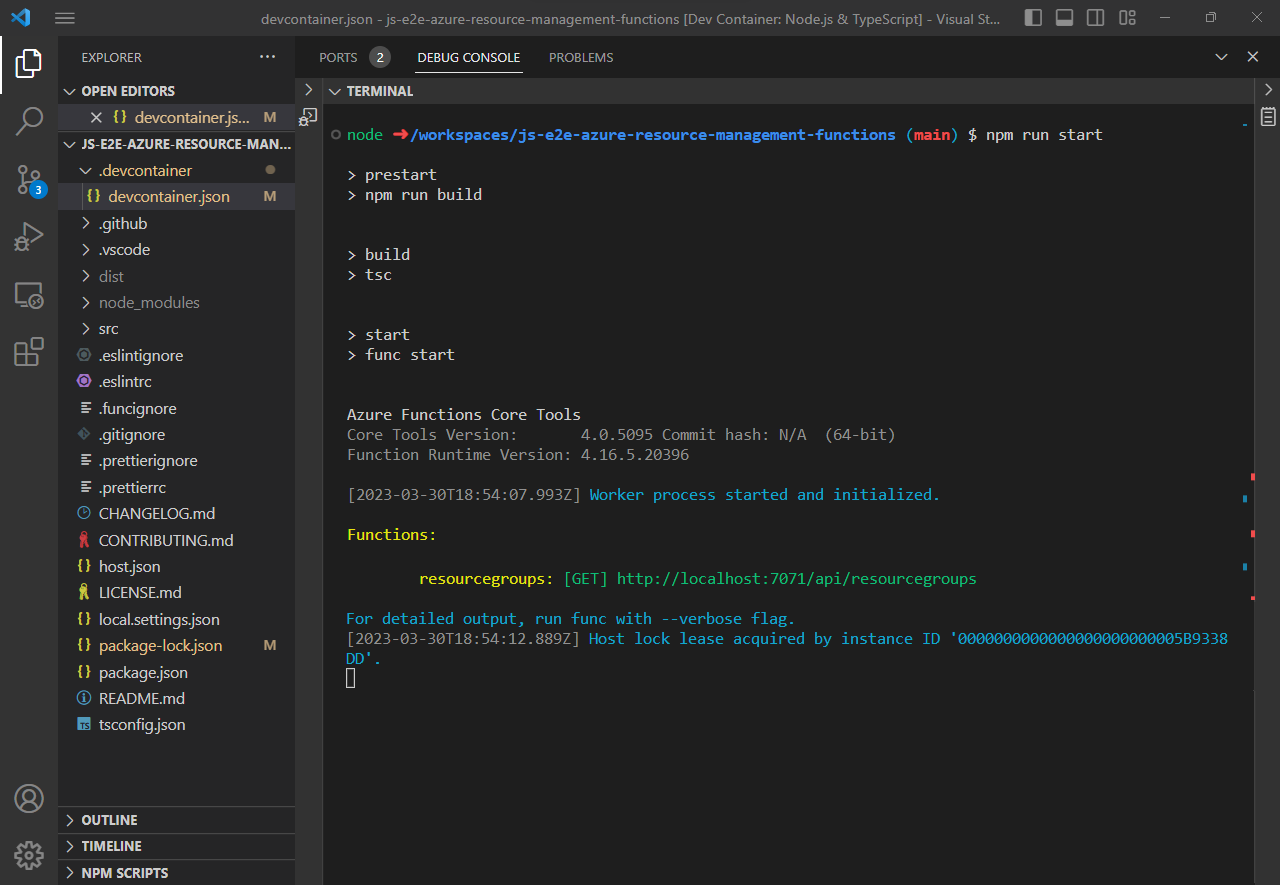 devcontainer.json - js-e2e-azure-resource-management-functions [Dev Container: Node.js & TypeScript] - Visual St...
EXPLORER
OPEN EDITORS
{} devcontainer.js... M
JS-E2E-AZURE-RESOURCE-MAN...
.devcontainer
{} devcontainer.json M
.github
.vscode
dist
node_modules
src
.eslintignore
.eslintrc
.funcignore
.gitignore
.prettierignore
.prettierrc
CHANGELOG.md
CONTRIBUTING.md
{} host.json
LICENSE.md
{} local.settings.json
{} package-lock.json M
{} package.json
README.md
TS tsconfig.json
OUTLINE
TIMELINE
NPM SCRIPTS
3
PORTS 2 DEBUG CONSOLE PROBLEMS
TERMINAL
node ➜ /workspaces/js-e2e-azure-resource-management-functions (main) $ npm run start
> prestart
> npm run build
> build
> tsc
> start
> func start
Azure Functions Core Tools
Core Tools Version: 4.0.5095 Commit hash: N/A (64-bit)
Function Runtime Version: 4.16.5.20396
[2023-03-30T18:54:07.993Z] Worker process started and initialized.
Functions:
resourcegroups: [GET] http://localhost:7071/api/resourcegroups
For detailed output, run func with --verbose flag.
[2023-03-30T18:54:12.889Z] Host lock lease acquired by instance ID '0000000000000000000000005B9338
DD'.